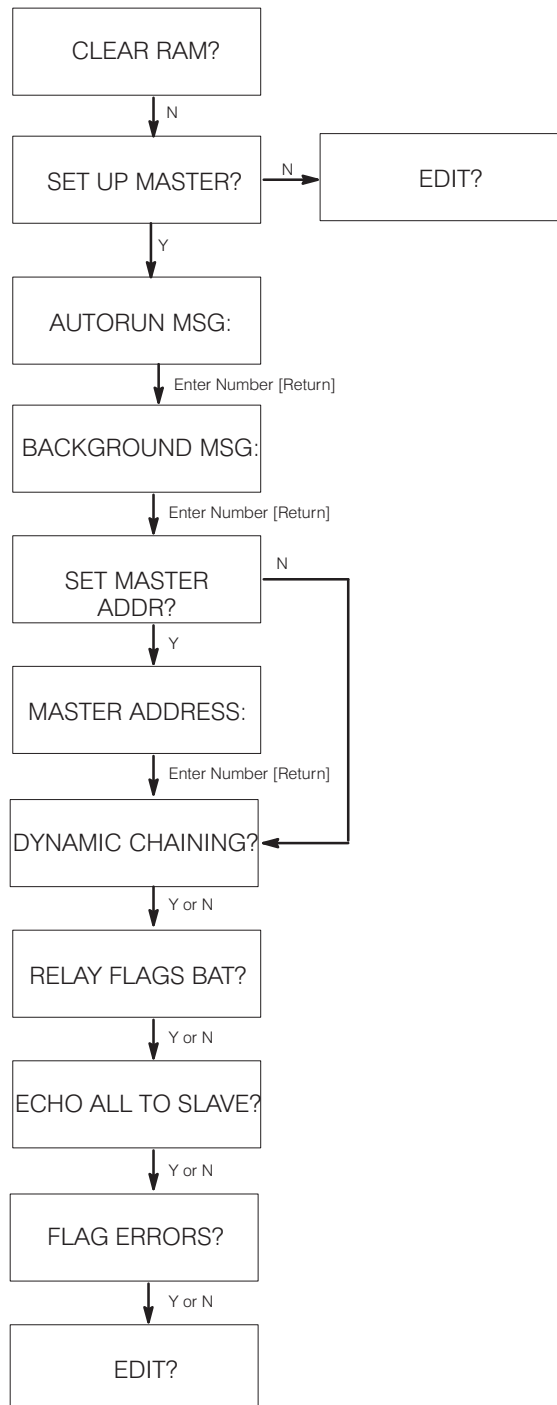 CLEAR RAM?
N
SET UP MASTER?
N
EDIT?
Y
AUTORUN MSG:
Enter Number [Return]
BACKGROUND MSG:
Enter Number [Return]
SET MASTER
ADDR?
N
Y
MASTER ADDRESS:
Enter Number [Return]
DYNAMIC CHAINING?
Y or N
RELAY FLAGS BAT?
Y or N
ECHO ALL TO SLAVE?
Y or N
FLAG ERRORS?
Y or N
EDIT?